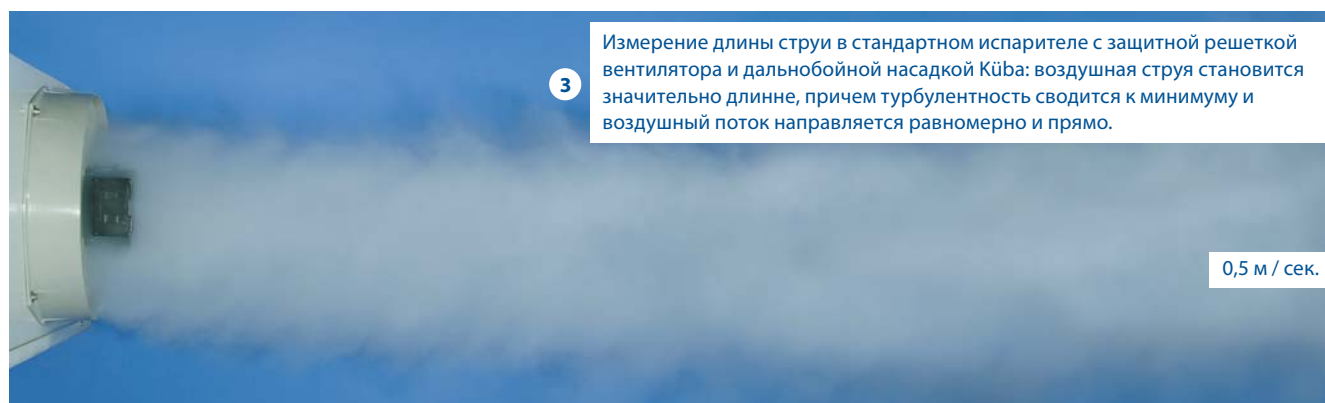 Измерение длины струи в стандартном испарителе с защитной решеткой
3
вентилятора и дальнобойной насадкой Küba: воздушная струя становится
значительно длинне, причем турбулентность сводится к минимуму и
воздушный поток направляется равномерно и прямо.
0,5 м / сек.